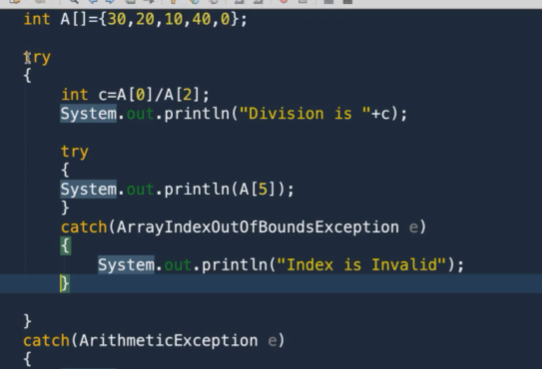 int A[]={30,20,10,40,0};
try
{
int c=A[0]/A[2];
System.out.println("Division is "+c);
try
{
System.out.println(A[5]);
}
catch(ArrayIndexOutOfBoundsException e)
{
System.out.println("Index is Invalid");
}
}
catch(ArithmeticException e)
{